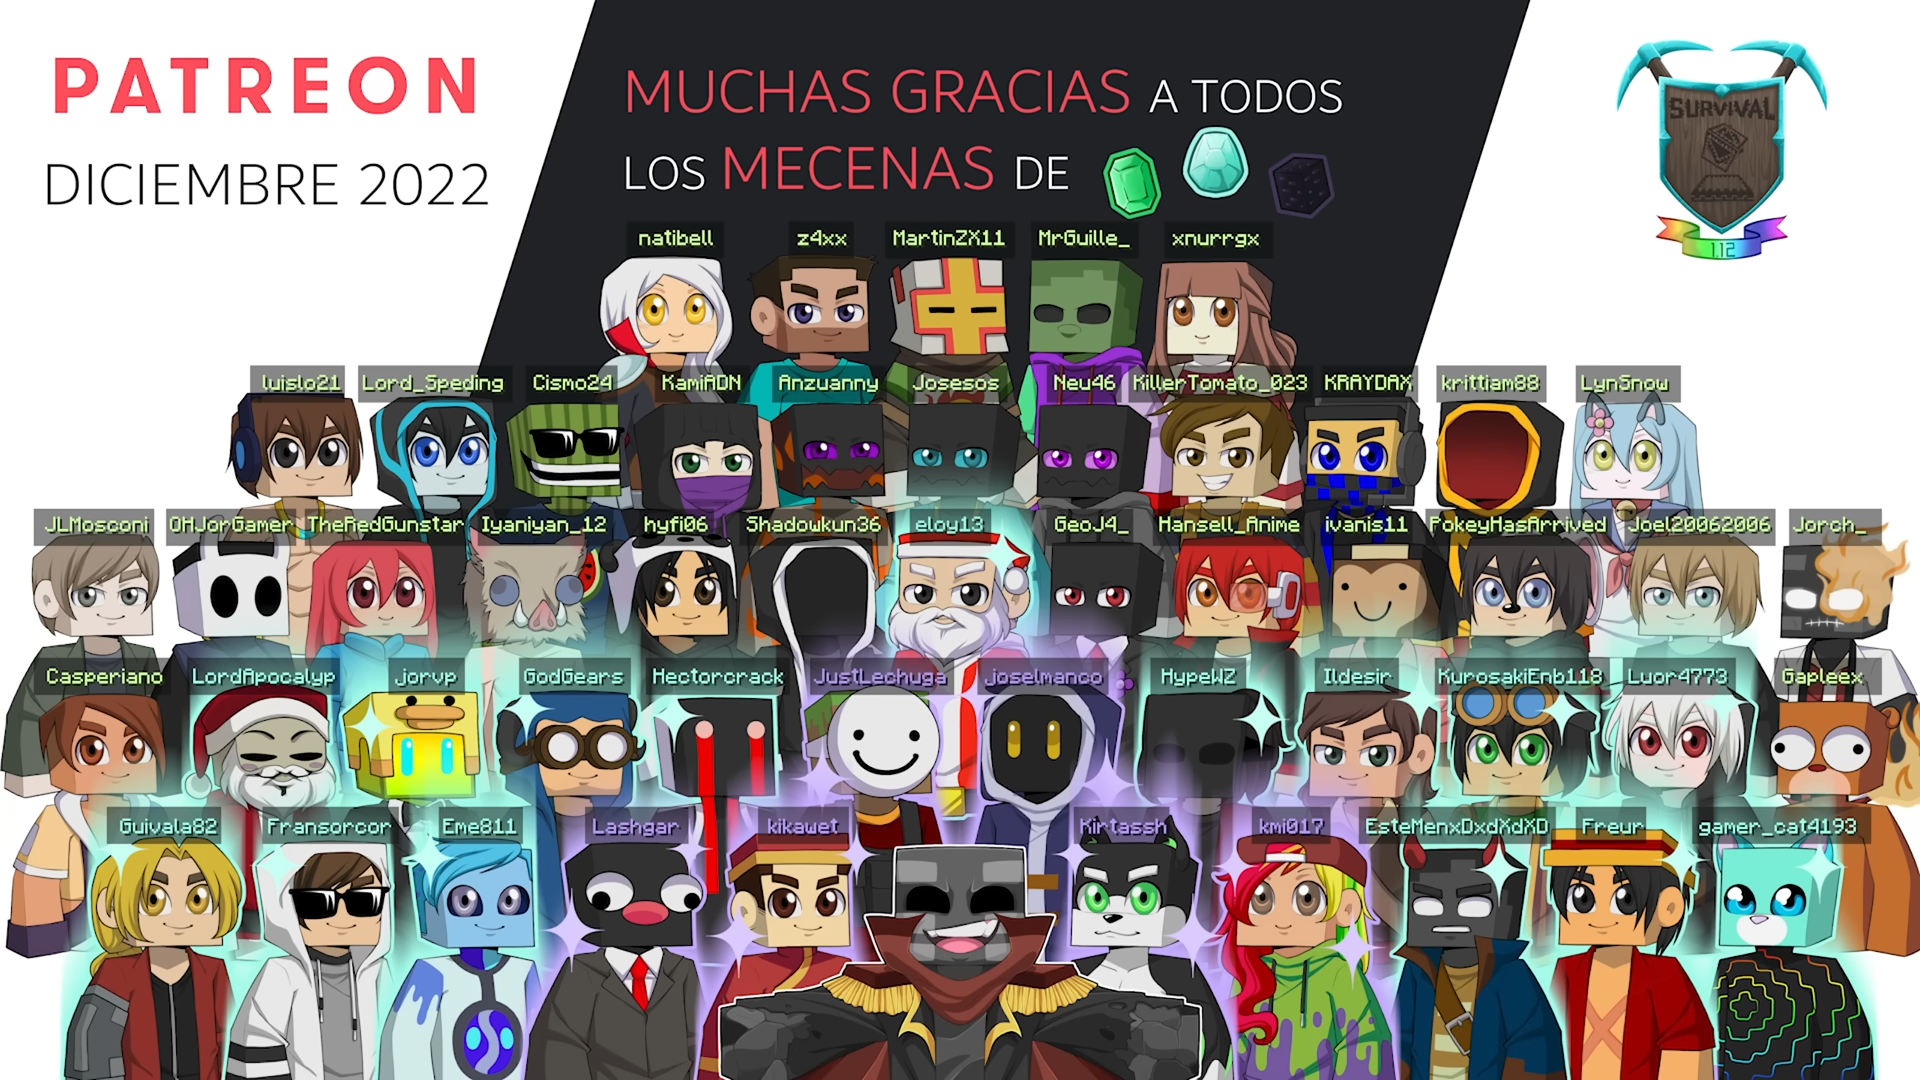 PATREON
DICIEMBRE 2022
MUCHAS GRACIAS A TODOS
LOS MECENAS DE
SURVIVAL
1.12
natibell z4xx MartinZX11 MrGuille_ xnurrgx
luislo21 Lord_Speding Cismo24 KamiADN Anzuanny Josesos Neu46 KillerTomato_023 KRAYDAX krittiam88 LynSnow
JLMosconi OHJorGamer TheRedGunstar Iyaniyan_12 hyfi06 Shadowkun36 eloy13 GeoJ4_ Hansell_Anime ivanis11 PokeyHasArrived Joel20062006 Jorch_
Casperiano LordApocalyp jorvp GodGears Hectorcrack JustLechuga joselmanco HypeWZ Ildesir KurosakiEnb118 Luor4773 Gapleex
Guivala82 Fransorcor Eme811 Lashgar kikawet Kirtassh kmi017 EsteMenxDxdXdXD Freur gamer_cat4193